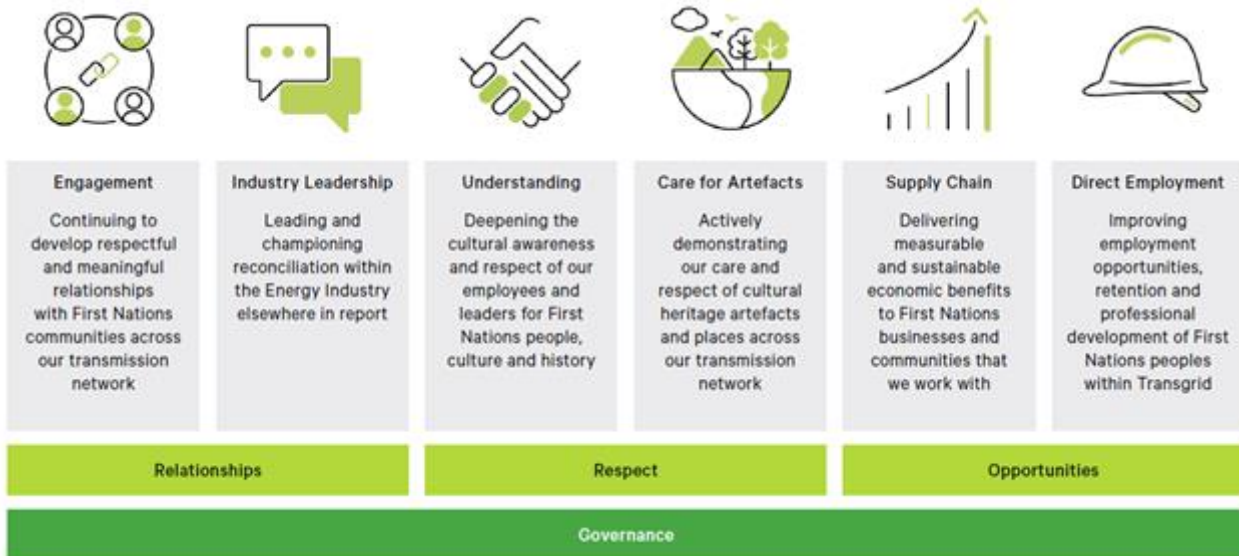 Engagement
Continuing to
develop respectful
and meaningful
relationships
with First Nations
communities across
our transmission
network
Industry Leadership
Leading and
championing
reconciliation within
the Energy Industry
elsewhere in report
Understanding
Deepening the
cultural awareness
and respect of our
employees and
leaders for First
Nations people,
culture and history
Care for Artefacts
Actively
demonstrating
our care and
respect of cultural
heritage artefacts
and places across
our transmission
network
Supply Chain
Delivering
measurable
and sustainable
economic benefits
to First Nations
businesses and
communities that
we work with
Direct Employment
Improving
employment
opportunities,
retention and
professional
development of First
Nations peoples
within Transgrid
Relationships
Respect
Opportunities
Governance